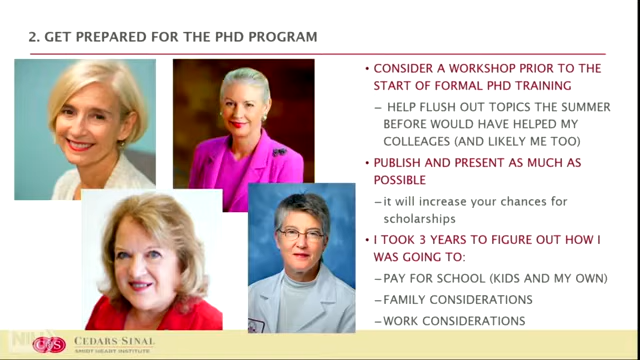 2. GET PREPARED FOR THE PHD PROGRAM
• CONSIDER A WORKSHOP PRIOR TO THE
START OF FORMAL PHD TRAINING
– HELP FLUSH OUT TOPICS THE SUMMER
BEFORE WOULD HAVE HELPED MY
COLLEAGES (AND LIKELY ME TOO)
• PUBLISH AND PRESENT AS MUCH AS
POSSIBLE
–it will increase your chances for
scholarships
• I TOOK 3 YEARS TO FIGURE OUT HOW I
WAS GOING TO:
–PAY FOR SCHOOL (KIDS AND MY OWN)
–FAMILY CONSIDERATIONS
–WORK CONSIDERATIONS
NIH
CEDARS SINAI
SMIDT HEART INSTITUTE